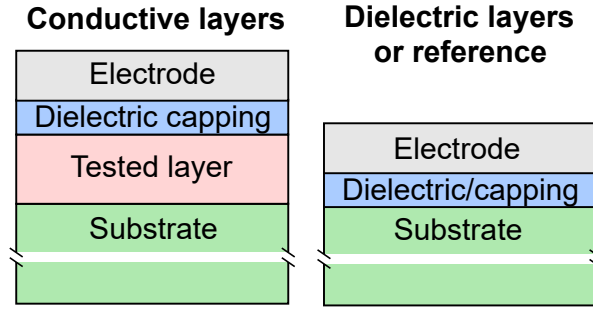 Conductive layers
Electrode
Dielectric capping
Tested layer
Substrate
Dielectric layers
or reference
Electrode
Dielectric/capping
Substrate